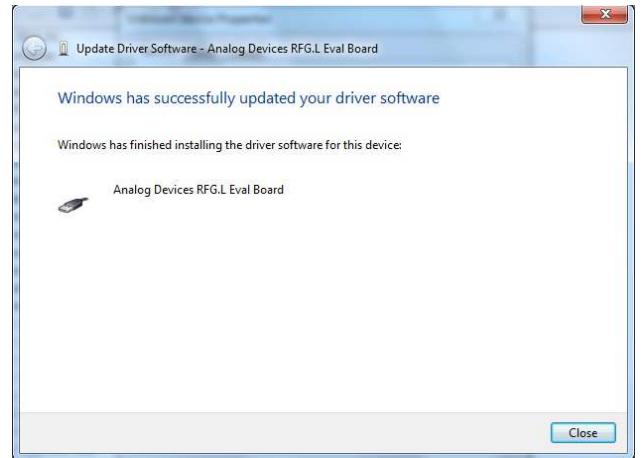 Update Driver Software - Analog Devices RFG.L Eval Board
Windows has successfully updated your driver software
Windows has finished installing the driver software for this device:
Analog Devices RFG.L Eval Board
Close